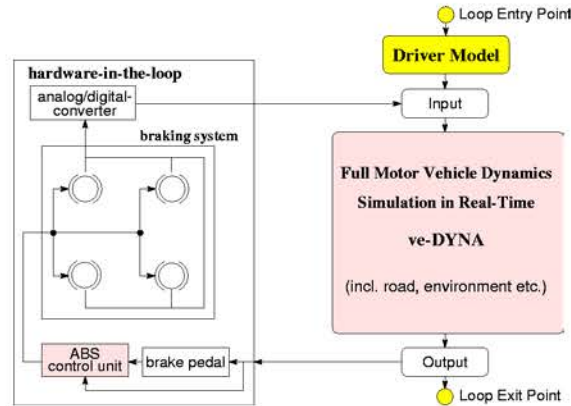 Loop Entry Point
Driver Model
hardware-in-the-loop
analog/digital-
converter
Input
braking system
Full Motor Vehicle Dynamics
Simulation in Real-Time
ve-DYNA
(incl. road, environment etc.)
ABS
control unit
brake pedal
Output
Loop Exit Point